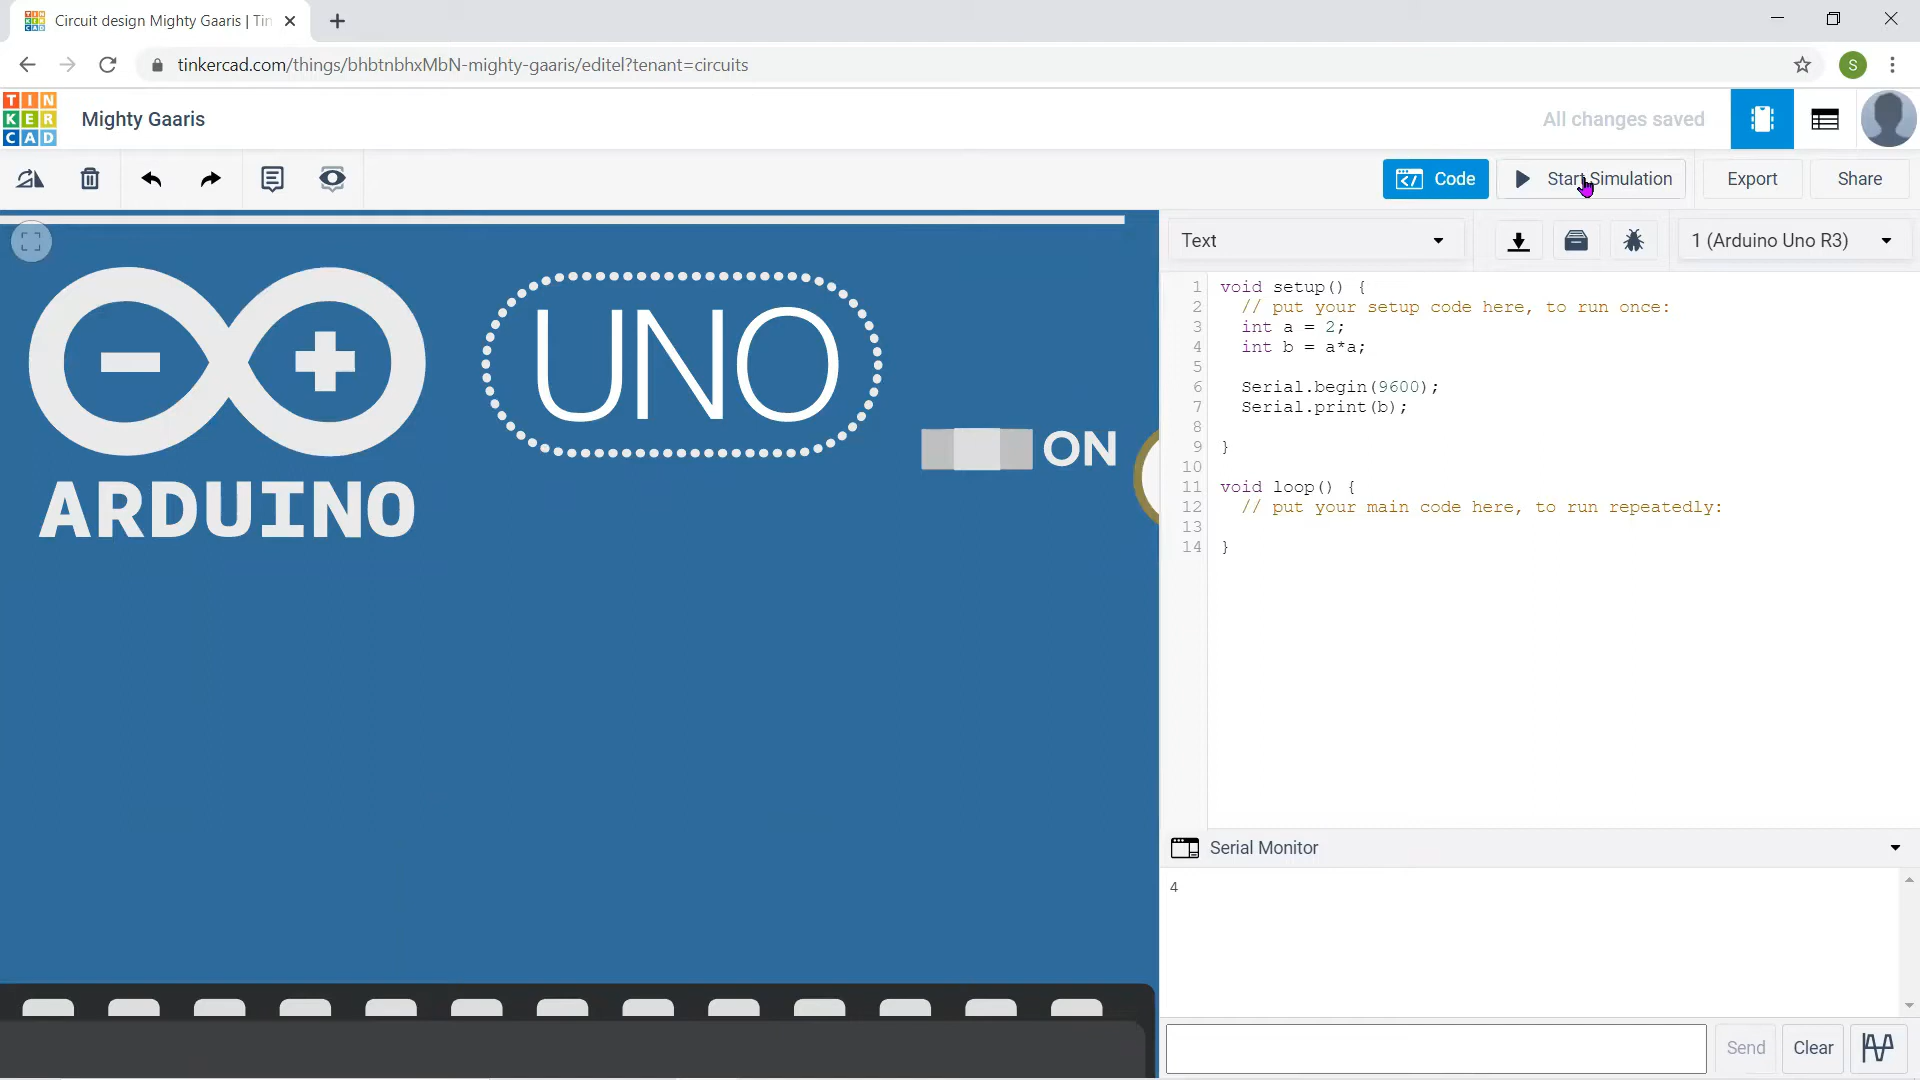 Circuit design Mighty Gaaris | Tin
tinkercad.com/things/bhbtnbhxMbN-mighty-gaaris/editel?tenant=circuits
S
TIN
KER
CAD
Mighty Gaaris
All changes saved
Code
Start Simulation
Export
Share
Text
1 (Arduino Uno R3)
UNO
ON
ARDUINO
1 void setup() {
2 // put your setup code here, to run once:
3 int a = 2;
4 int b = a*a;
5
6 Serial.begin(9600);
7 Serial.print(b);
8
9 }
10
11 void loop() {
12 // put your main code here, to run repeatedly:
13
14 }
Serial Monitor
4
Send
Clear